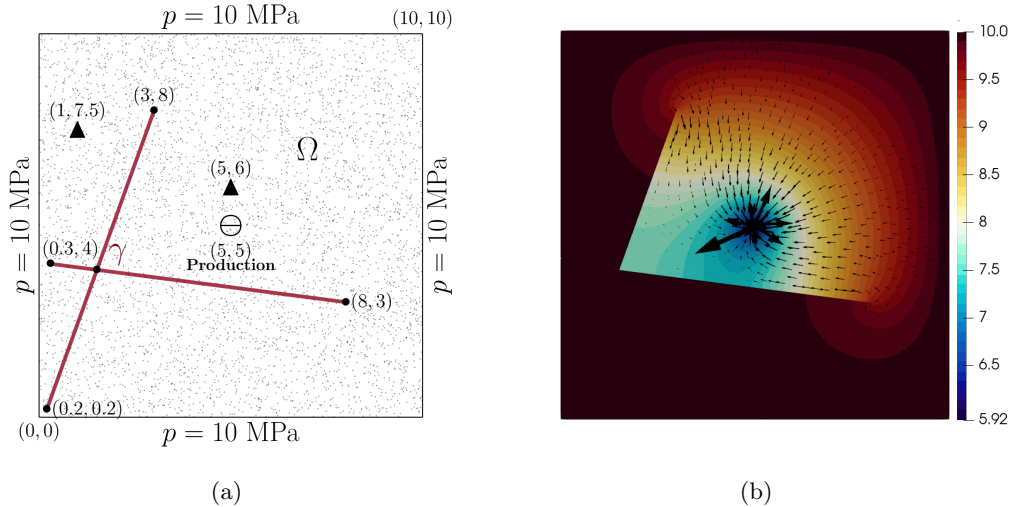 p = 10 MPa
(10, 10)
(1, 7.5)
(3, 8)
Ω
(5, 6)
p = 10 MPa
p = 10 MPa
(0.3, 4)
γ
(5, 5)
Production
(8, 3)
(0.2, 0.2)
(0, 0)
p = 10 MPa
(a)
10.0
9.5
9
8.5
8
7.5
7
6.5
5.92
(b)